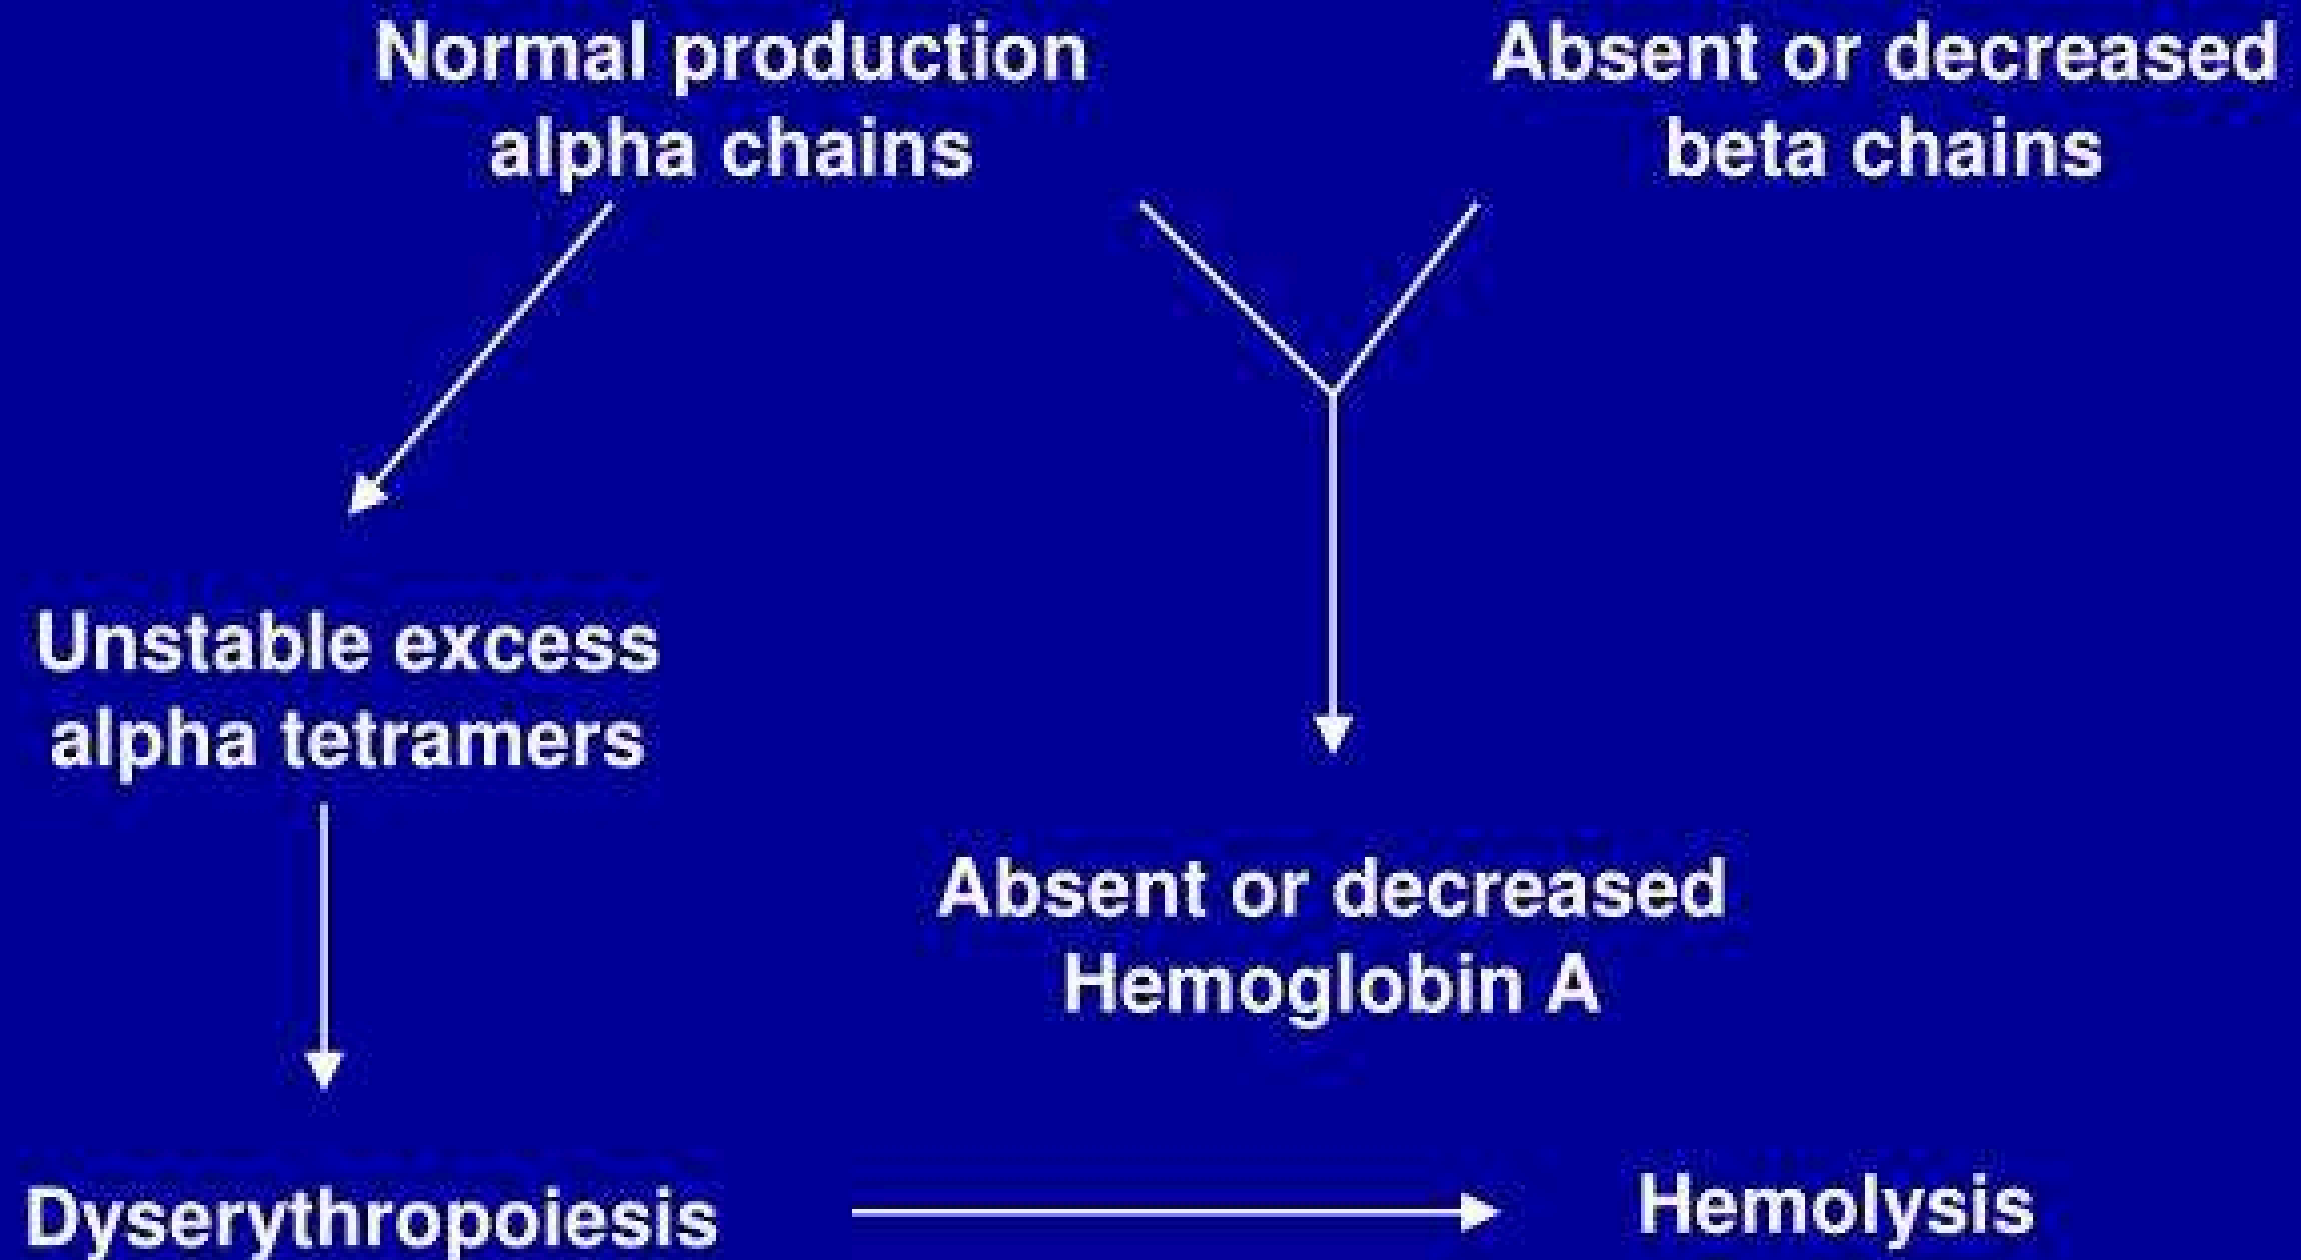 Normal production
alpha chains
Absent or decreased
beta chains
Unstable excess
alpha tetramers
Absent or decreased
Hemoglobin A
Dyserythropoiesis
Hemolysis